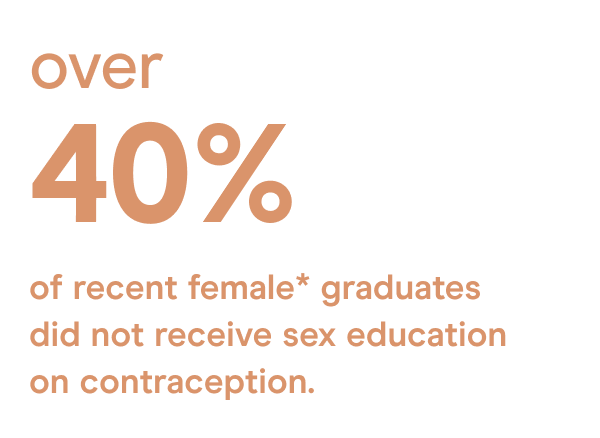 over
40%
of recent female* graduates
did not receive sex education
on contraception.